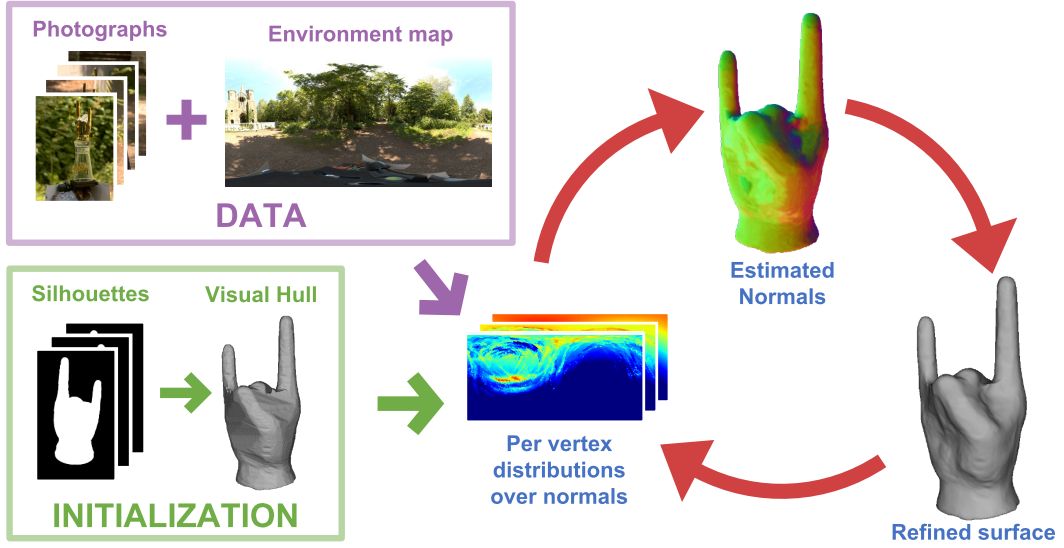 Photographs
Environment map
DATA
Silhouettes
Visual Hull
INITIALIZATION
Per vertex
distributions
over normals
Estimated
Normals
Refined surface